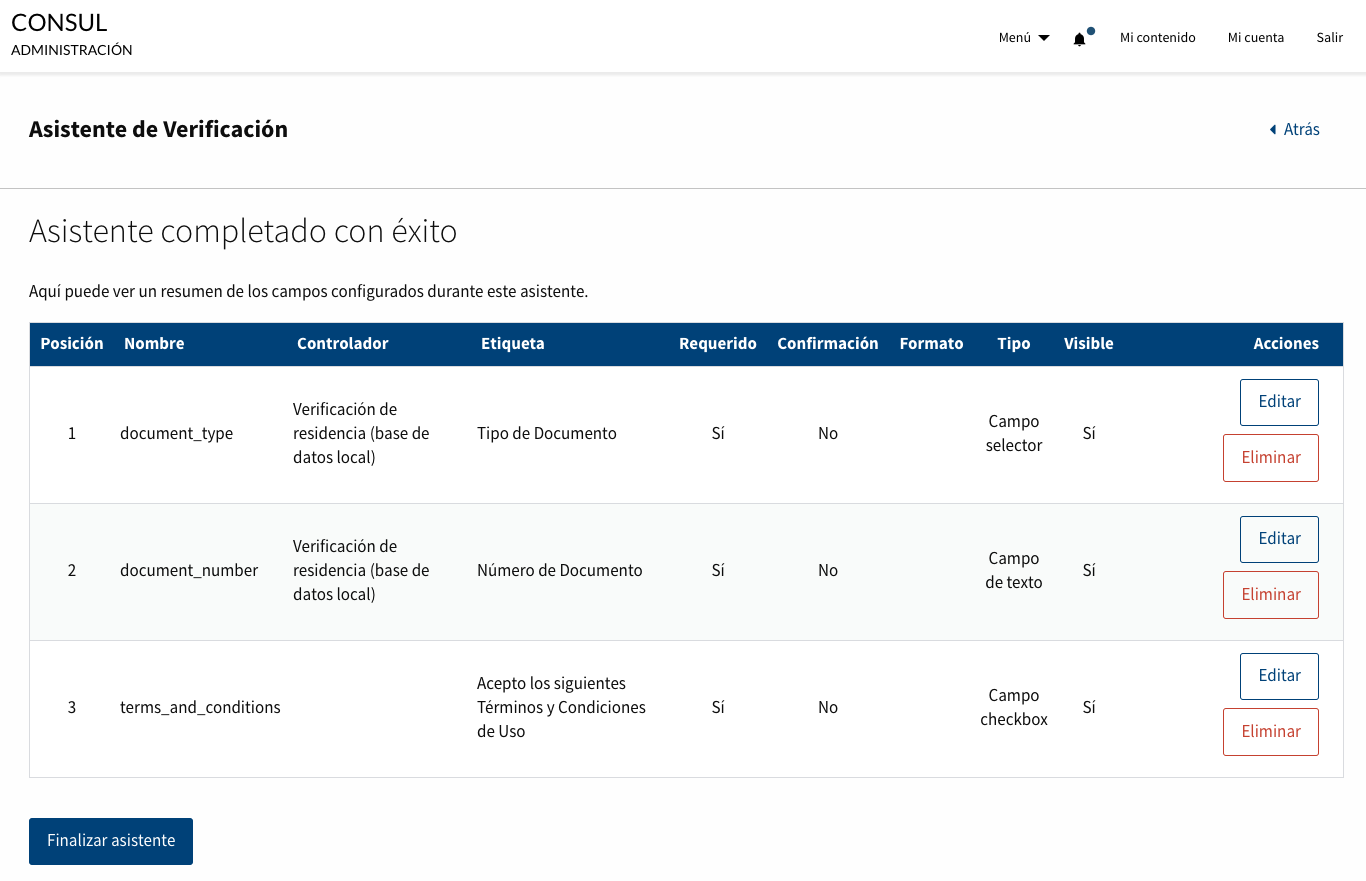 CONSUL
ADMINISTRACIÓN
Menú
Mi contenido
Mi cuenta
Salir
Asistente de Verificación
Atrás
Asistente completado con éxito
Aquí puede ver un resumen de los campos configurados durante este asistente.
Posición Nombre Controlador Etiqueta Requerido Confirmación Formato Tipo Visible Acciones
1
document_type
Verificación de
residencia (base de
datos local)
Tipo de Documento
Sí
No
Campo
selector
Sí
Editar
Eliminar
2
document_number
Verificación de
residencia (base de
datos local)
Número de Documento
Sí
No
Campo
de texto
Sí
Editar
Eliminar
3
terms_and_conditions
Acepto los siguientes
Términos y Condiciones
de Uso
Sí
No
Campo
checkbox
Sí
Editar
Eliminar
Finalizar asistente